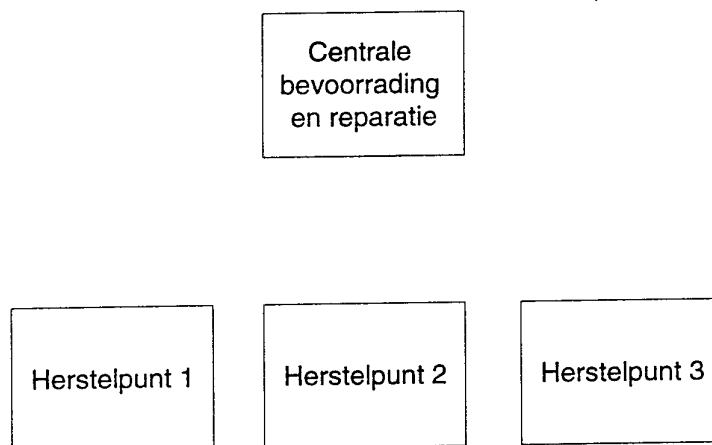 Centrale
bevoorrading
en reparatie
Herstelpunt 1
Herstelpunt 2
Herstelpunt 3